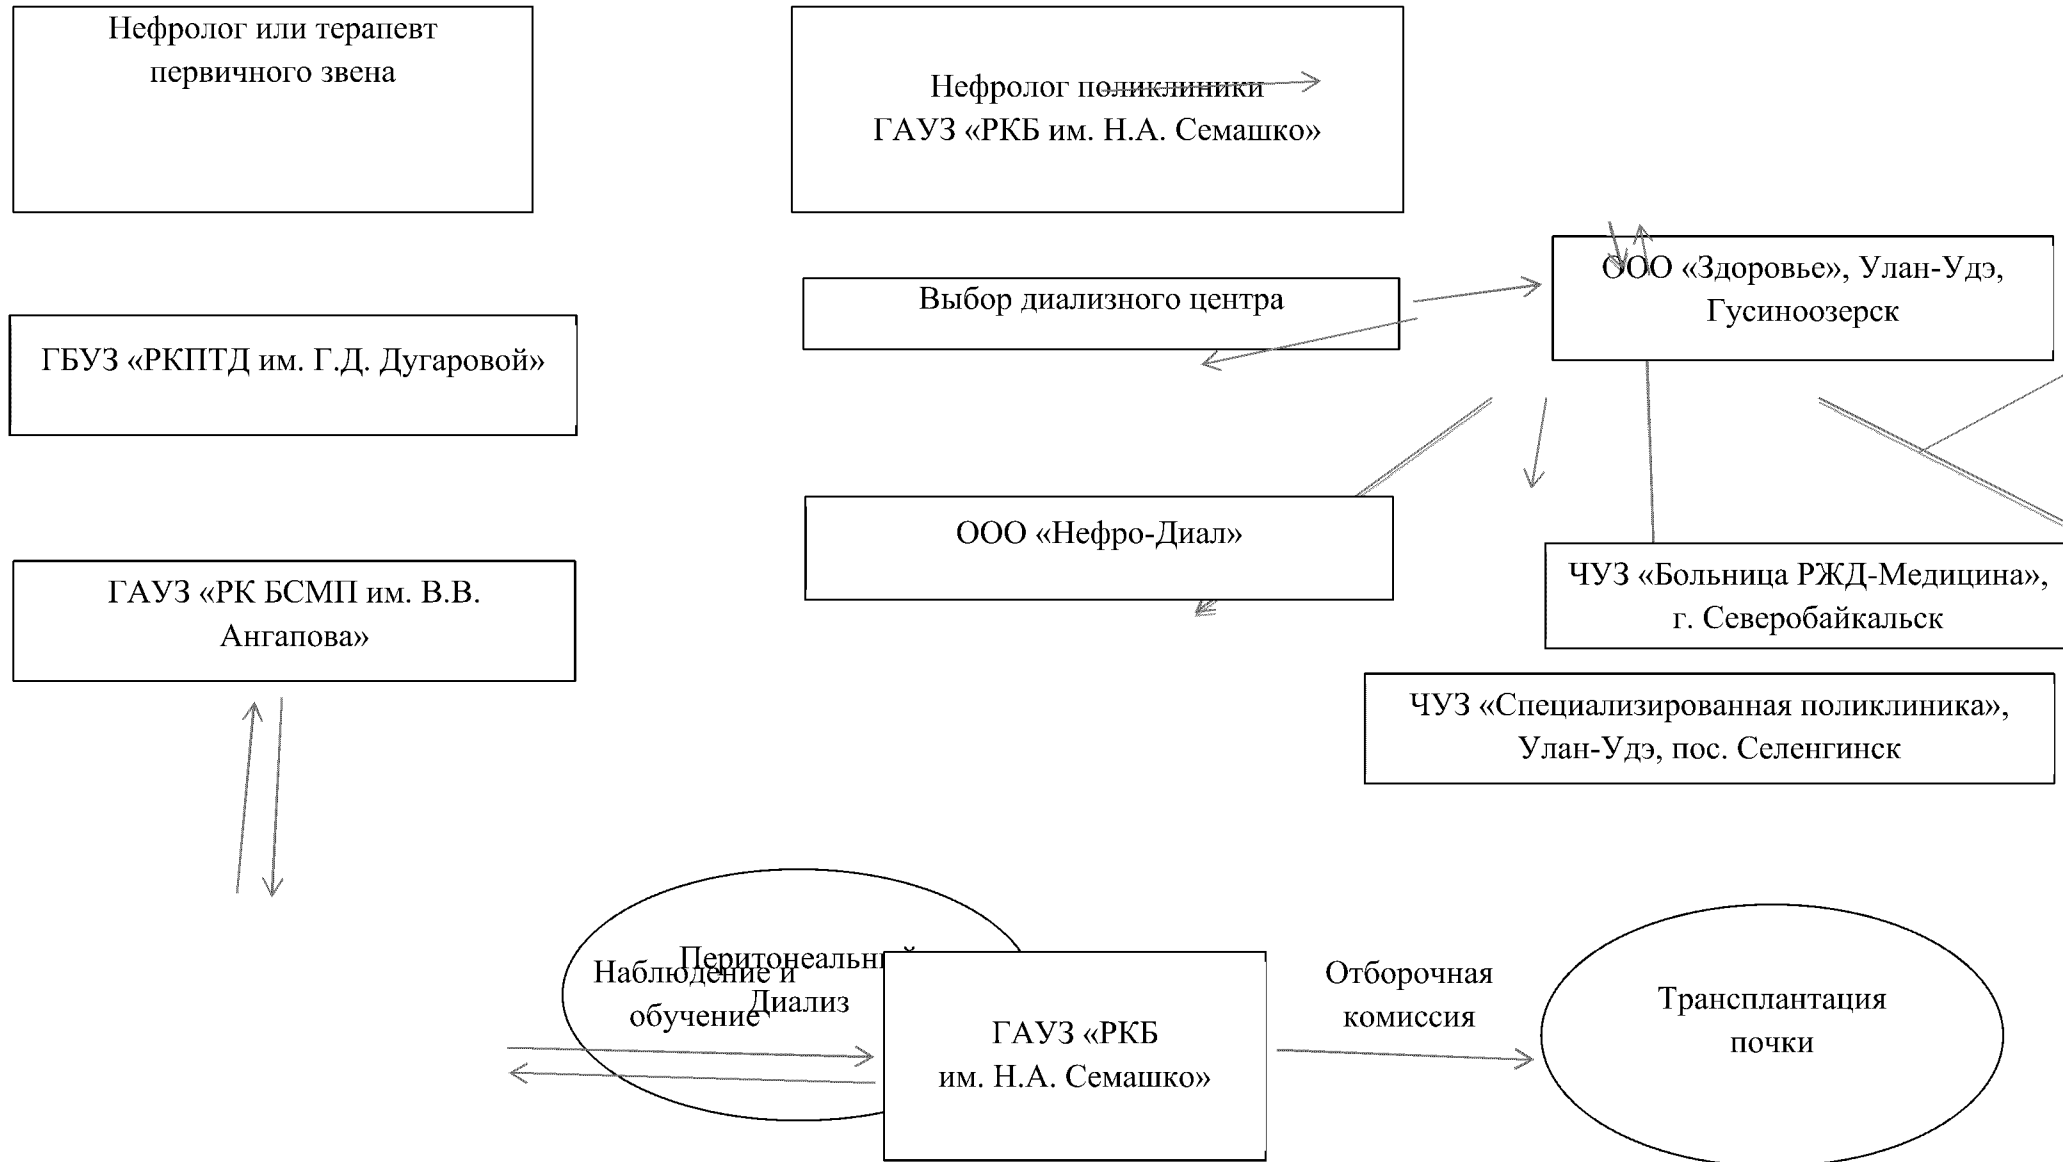 Нефролог или терапевт
первичного звена
Нефролог поликлиники
ГАУЗ «РКБ им. Н.А. Семашко»
ООО «Здоровье», Улан-Удэ,
Гусиноозерск
Выбор диализного центра
ГБУЗ «РКПТД им. Г.Д. Дугаровой»
ООО «Нефро-Диал»
ГАУЗ «РК БСМП им. В.В.
Ангапова»
ЧУЗ «Больница РЖД-Медицина»,
г. Северобайкальск
ЧУЗ «Специализированная поликлиника»,
Улан-Удэ, пос. Селенгинск
Перитонеальный
Диализ
Наблюдение и
обучение
ГАУЗ «РКБ
им. Н.А. Семашко»
Отборочная
комиссия
Трансплантация
почки